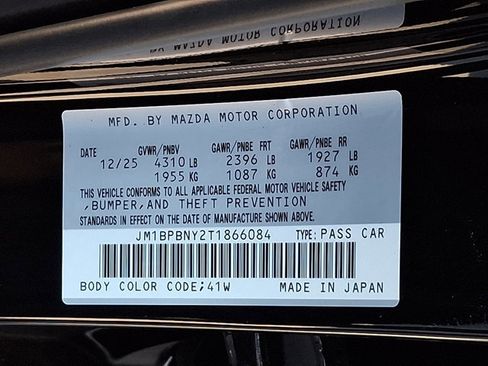 BY MAZDA MOTOR CORPORATION
MFD. BY MAZDA MOTOR CORPORATION
DATE GVWR/PNBV GAWR/PNBE FRT GAWR/PNBE RR
12/25 4310 LB 2396 LB 1927 LB
1955 KG 1087 KG 874 KG
THIS VEHICLE CONFORMS TO ALL APPLICABLE FEDERAL MOTOR VEHICLE SAFETY
,BUMPER,AND THEFT PREVENTION
STANDARDS IN EFFECT ON THE DATE OF MANUFACTURE SHOWN ABOVE.
JM1BPBNY2T1866084 TYPE: PASS CAR
BODY COLOR CODE;41W MADE IN JAPAN